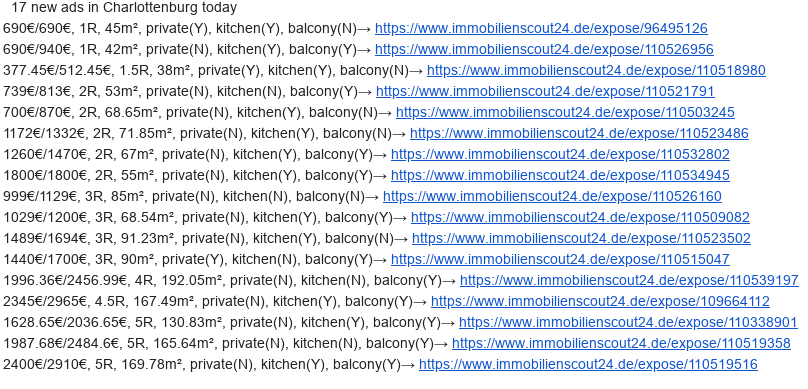 17 new ads in Charlottenburg today
690€/690€, 1R, 45m², private(Y), kitchen(Y), balcony(N)→ https://www.immobilienscout24.de/expose/96495126
690€/940€, 1R, 42m², private(N), kitchen(Y), balcony(N)→ https://www.immobilienscout24.de/expose/110526956
377.45€/512.45€, 1.5R, 38m², private(Y), kitchen(Y), balcony(N)→ https://www.immobilienscout24.de/expose/110518980
739€/813€, 2R, 53m², private(N), kitchen(N), balcony(Y)→ https://www.immobilienscout24.de/expose/110521791
700€/870€, 2R, 68.65m², private(N), kitchen(Y), balcony(N)→ https://www.immobilienscout24.de/expose/110503245
1172€/1332€, 2R, 71.85m², private(N), kitchen(Y), balcony(N)→ https://www.immobilienscout24.de/expose/110523486
1260€/1470€, 2R, 67m², private(N), kitchen(Y), balcony(Y)→ https://www.immobilienscout24.de/expose/110532802
1800€/1800€, 2R, 55m², private(N), kitchen(Y), balcony(Y)→ https://www.immobilienscout24.de/expose/110534945
999€/1129€, 3R, 85m², private(N), kitchen(N), balcony(N)→ https://www.immobilienscout24.de/expose/110526160
1029€/1200€, 3R, 68.54m², private(N), kitchen(Y), balcony(Y)→ https://www.immobilienscout24.de/expose/110509082
1489€/1694€, 3R, 91.23m², private(N), kitchen(Y), balcony(N)→ https://www.immobilienscout24.de/expose/110523502
1440€/1700€, 3R, 90m², private(Y), kitchen(N), balcony(Y)→ https://www.immobilienscout24.de/expose/110515047
1996.36€/2456.99€, 4R, 192.05m², private(N), kitchen(N), balcony(Y)→ https://www.immobilienscout24.de/expose/110539197
2345€/2965€, 4.5R, 167.49m², private(N), kitchen(Y), balcony(Y)→ https://www.immobilienscout24.de/expose/109664112
1628.65€/2036.65€, 5R, 130.83m², private(N), kitchen(Y), balcony(Y)→ https://www.immobilienscout24.de/expose/110338901
1987.68€/2484.6€, 5R, 165.64m², private(N), kitchen(N), balcony(Y)→ https://www.immobilienscout24.de/expose/110519358
2400€/2910€, 5R, 169.78m², private(N), kitchen(Y), balcony(Y)→ https://www.immobilienscout24.de/expose/110519516